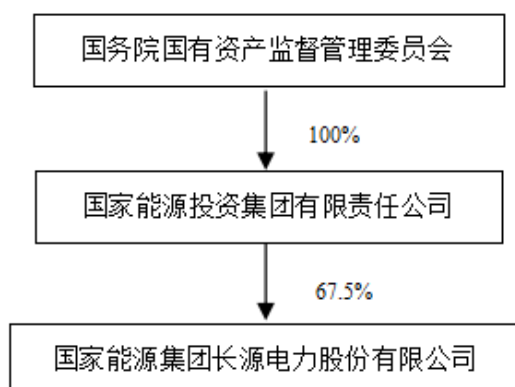 国务院国有资产监督管理委员会
100%
国家能源投资集团有限责任公司
67.5%
国家能源集团长源电力股份有限公司